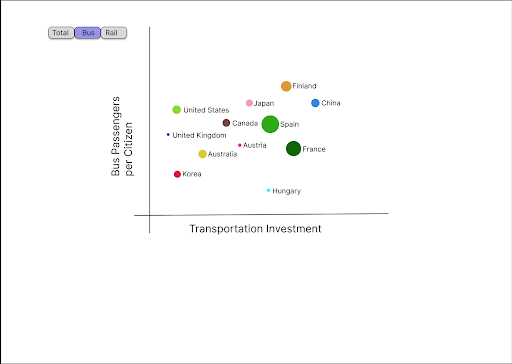 Total Bus Rail
Finland
Japan
China
United States
Canada
Spain
United Kingdom
Austria
France
Australia
Korea
Hungary
Bus Passengers
per Citizen
Transportation Investment